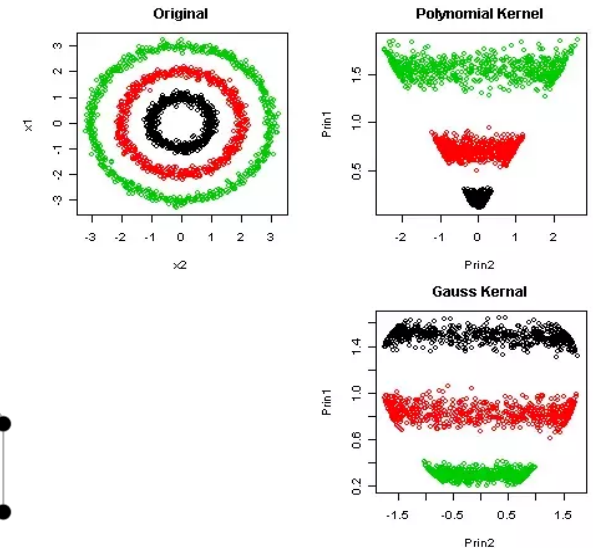 Original
3
2
1
0
-1
-2
-3
x1
-3 -2 -1 0 1 2 3
x2
Polynomial Kernel
1.5
1.0
0.5
Prin1
-2 -1 0 1 2
Prin2
Gauss Kernal
1.4
1.0
0.6
0.2
Prin1
-1.5 -0.5 0.5 1.5
Prin2